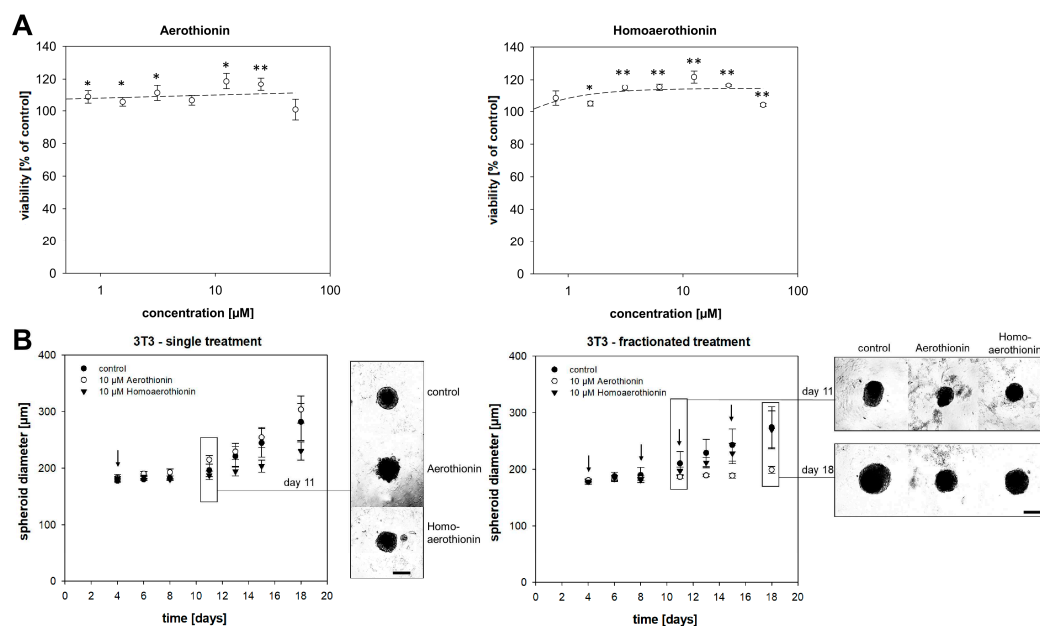 A
Aerothionin
viability [% of control]
140
120
100
80
60
40
20
0
* * * * **
1 10 100
concentration [µM]
Homoaerothionin
viability [% of control]
140
120
100
80
60
40
20
0
* ** ** ** ** **
1 10 100
concentration [µM]
B
3T3 - single treatment
spheroid diameter [µm]
400
300
200
100
0
control
10 µM Aerothionin
10 µM Homoaerothionin
0 2 4 6 8 10 12 14 16 18 20
time [days]
day 11
control
Aerothionin
Homo-
aerothionin
3T3 - fractionated treatment
spheroid diameter [µm]
400
300
200
100
0
control
10 µM Aerothionin
10 µM Homoaerothionin
0 2 4 6 8 10 12 14 16 18 20
time [days]
control Aerothionin Homo-
aerothionin
day 11
day 18